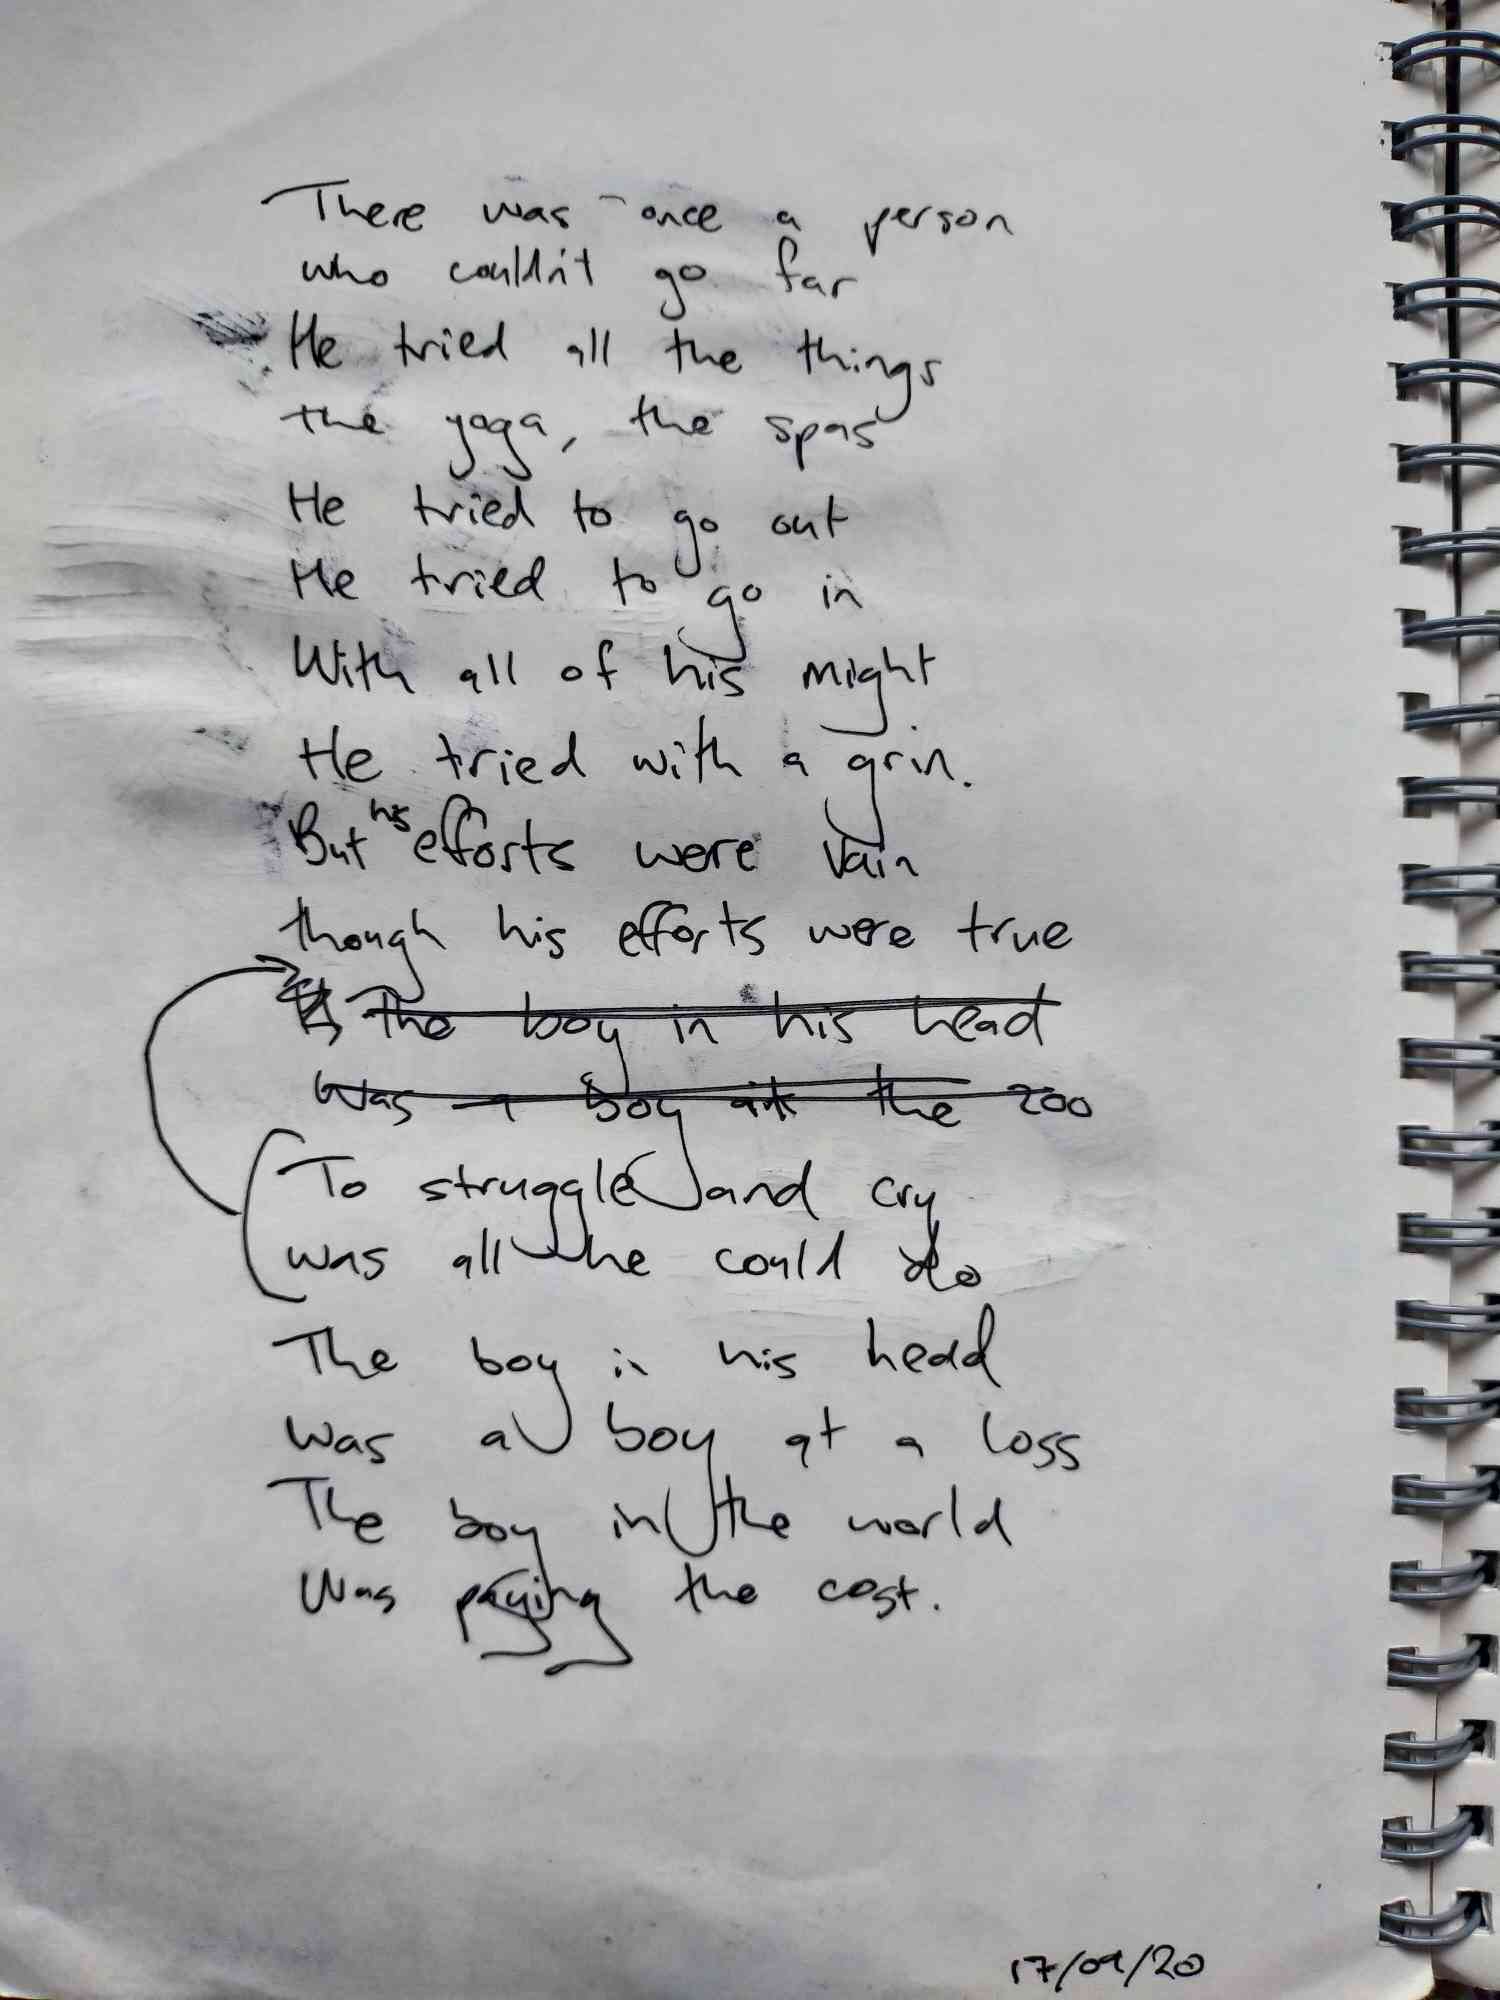 There was once a person
who couldn't go far
He tried all the things
the yoga, the spas
He tried to go out
He tried to go in
With all of his might
He tried with a grin.
But his efforts were vain
though his efforts were true
The boy in his head
Was a boy at the zoo
To struggle and cry
was all he could do
The boy in his head
was a boy at a loss
The boy in the world
Was paying the cost.
17/09/20